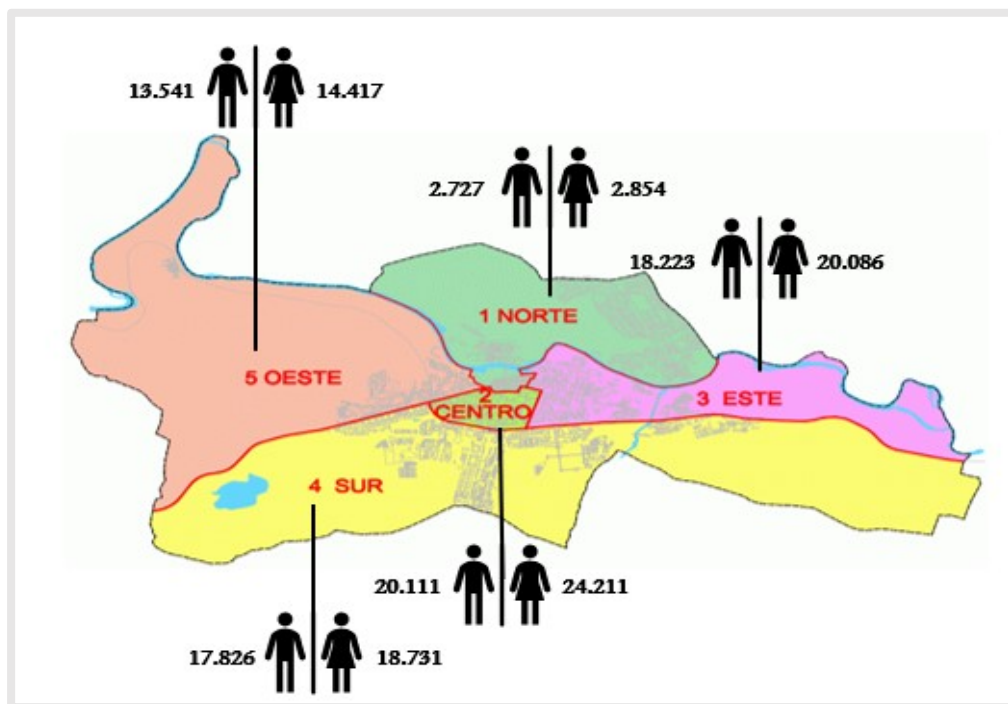 13.541 14.417
2.727 2.854
18.223 20.086
1 NORTE
5 OESTE
2
CENTRO
3 ESTE
4 SUR
20.111 24.211
17.826 18.731